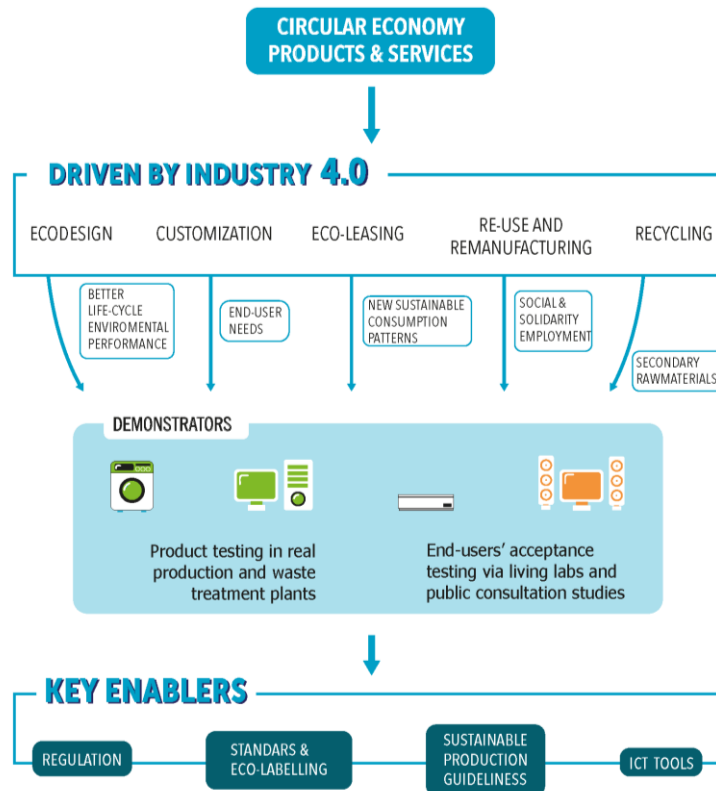 CIRCULAR ECONOMY
PRODUCTS & SERVICES
DRIVEN BY INDUSTRY 4.0
ECODESIGN
CUSTOMIZATION
ECO-LEASING
RE-USE AND
REMANUFACTURING
RECYCLING
BETTER
LIFE-CYCLE
ENVIROMENTAL
PERFORMANCE
END-USER
NEEDS
NEW SUSTAINABLE
CONSUMPTION
PATTERNS
SOCIAL &
SOLIDARITY
EMPLOYMENT
SECONDARY
RAWMATERIALS
DEMONSTRATORS
Product testing in real
production and waste
treatment plants
End-users’ acceptance
testing via living labs and
public consultation studies
KEY ENABLERS
REGULATION
STANDARS &
ECO-LABELLING
SUSTAINABLE
PRODUCTION
GUIDELINESS
ICT TOOLS